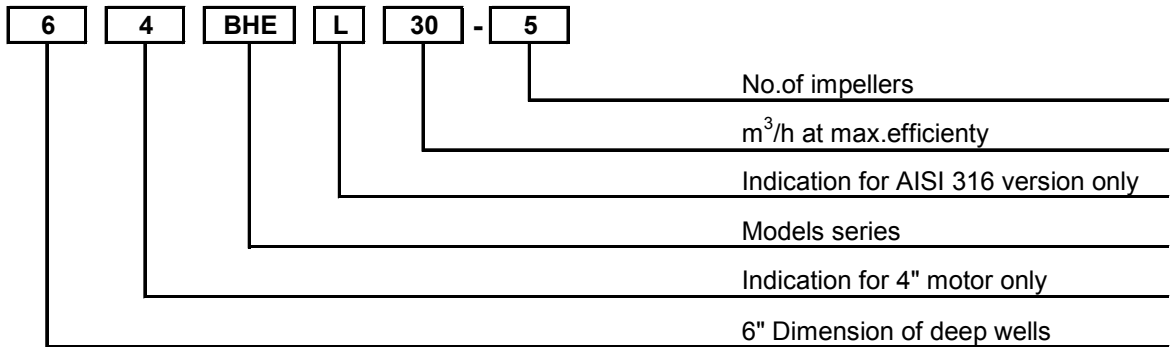 6 4 BHE L 30 - 5
No.of impellers
m³/h at max.efficienty
Indication for AISI 316 version only
Models series
Indication for 4" motor only
6" Dimension of deep wells